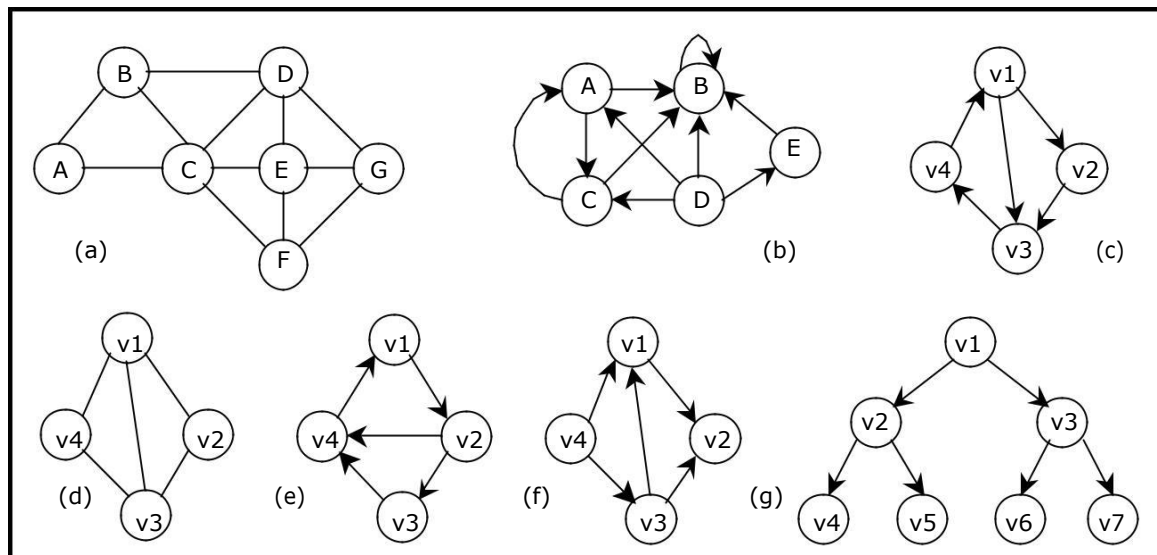 B D
A C E G
F
(a)
A B
E
C D
(b)
v1
v4 v2
v3
(c)
v1
v4 v2
v3
(d)
v1
v4 v2
v3
(e)
v1
v4 v2
v3
(f)
v1
v2 v3
v4 v5 v6 v7
(g)